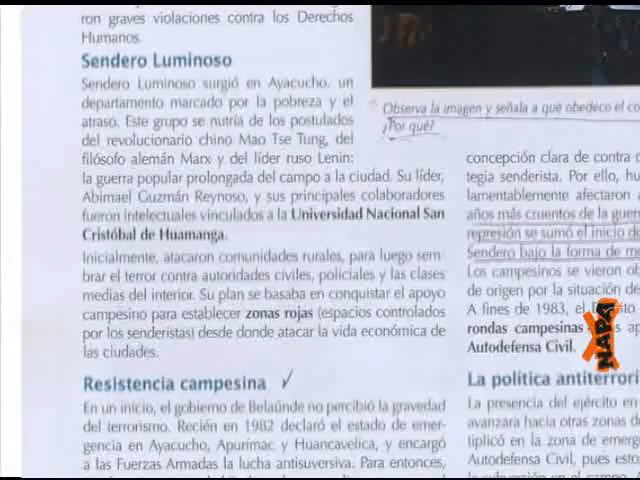 ron graves violaciones contra los Derechos
Humanos.
Sendero Luminoso
Sendero Luminoso surgió en Ayacucho, un
departamento marcado por la pobreza y el
atraso. Este grupo se nutría de los postulados
del revolucionario chino Mao Tse Tung, del
filósofo alemán Marx y del líder ruso Lenin:
la guerra popular prolongada del campo a la ciudad. Su líder,
Abimael Guzmán Reynoso, y sus principales colaboradores
fueron intelectuales vinculados a la Universidad Nacional San
Cristóbal de Huamanga.
Inicialmente, atacaron comunidades rurales, para luego sem-
brar el terror contra autoridades civiles, policiales y las clases
medias del interior. Su plan se basaba en conquistar el apoyo
campesino para establecer zonas rojas (espacios controlados
por los senderistas) desde donde atacar la vida económica de
las ciudades.
Resistencia campesina
En un inicio, el gobierno de Belaúnde no percibió la gravedad
del terrorismo. Recién en 1982 declaró el estado de emer-
gencia en Ayacucho, Apurímac y Huancavelica, y encargó
a las Fuerzas Armadas la lucha antisubversiva. Para entonces,
Observa la imagen y señala a qué obedece el
¿Por qué?
concepción clara de contra
tegia senderista. Por ello,
lamentablemente afectaron
años más cruentos de la
represión se sumó el inicio
Sendero bajo la forma de
Los campesinos se vieron
de origen por la situación de
A fines de 1983, el
rondas campesinas
Autodefensa Civil.
La política
La presencia del ejército en
avanzara hacia otras zonas
tiplicó en la zona de
Autodefensa Civil, pues